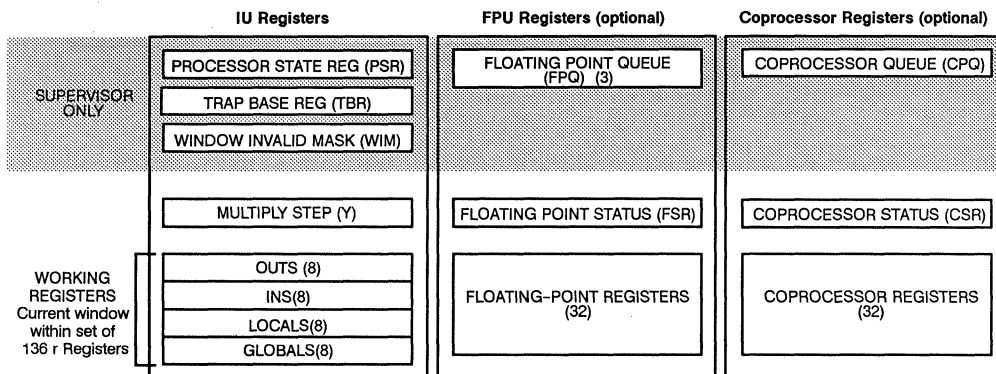 IU Registers
FPU Registers (optional)
Coprocessor Registers (optional)
SUPERVISOR
ONLY
PROCESSOR STATE REG (PSR)
TRAP BASE REG (TBR)
WINDOW INVALID MASK (WIM)
FLOATING POINT QUEUE
(FPQ) (3)
COPROCESSOR QUEUE (CPQ)
MULTIPLY STEP (Y)
FLOATING POINT STATUS (FSR)
COPROCESSOR STATUS (CSR)
WORKING
REGISTERS
Current window
within set of
136 r Registers
OUTS (8)
INS(8)
LOCALS(8)
GLOBALS(8)
FLOATING-POINT REGISTERS
(32)
COPROCESSOR REGISTERS
(32)